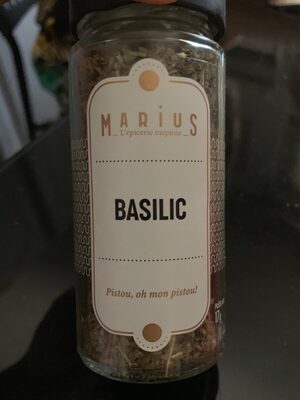 MARiUS
L'épicerie inspirée
BASILIC
Pistou, oh mon pistou!